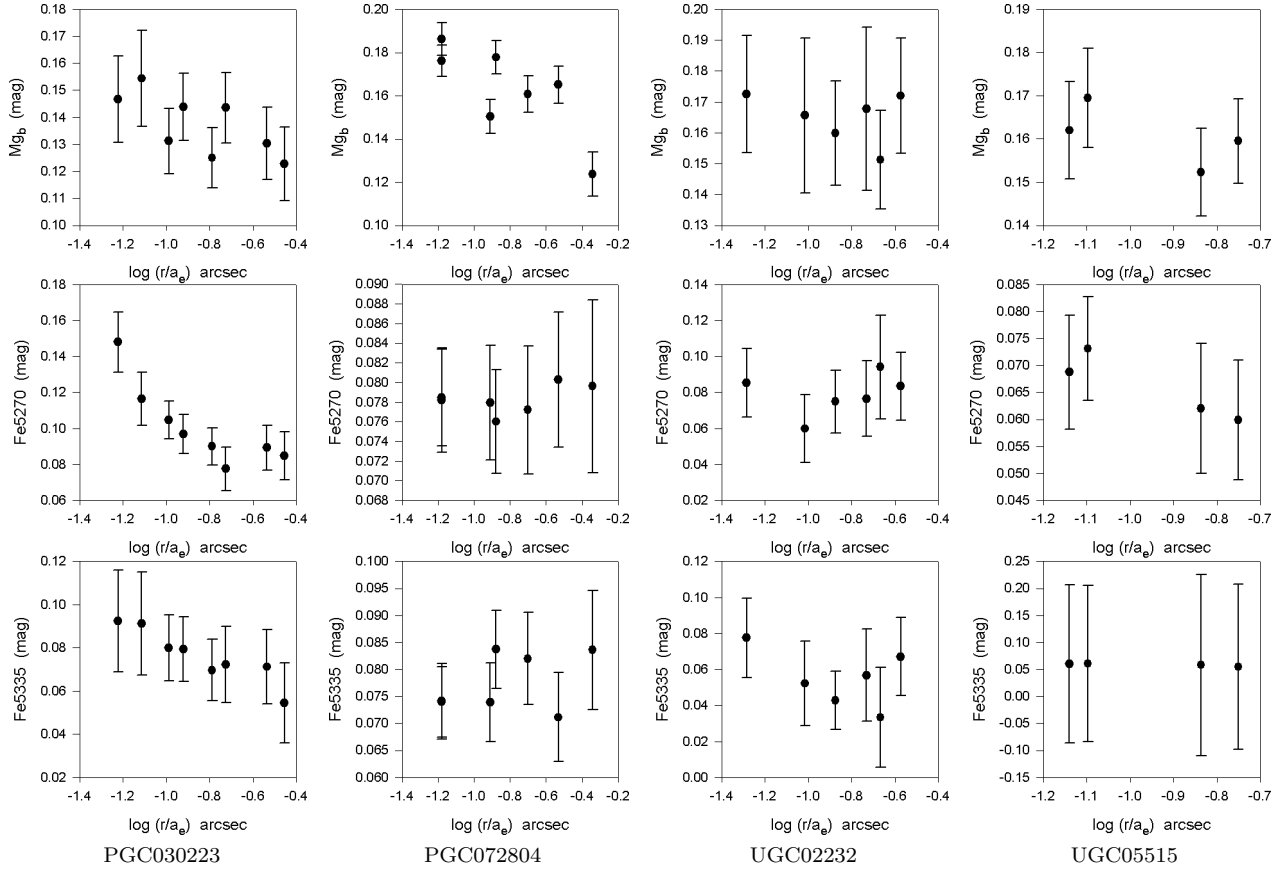 0.18
0.17
0.16
0.15
0.14
0.13
0.12
0.11
0.10
Mg_b (mag)
-1.4 -1.2 -1.0 -0.8 -0.6 -0.4
log (r/a_e) arcsec
0.20
0.18
0.16
0.14
0.12
0.10
Mg_b (mag)
-1.4 -1.2 -1.0 -0.8 -0.6 -0.4 -0.2
log (r/a_e) arcsec
0.20
0.19
0.18
0.17
0.16
0.15
0.14
0.13
Mg_b (mag)
-1.4 -1.2 -1.0 -0.8 -0.6 -0.4
log (r/a_e) arcsec
0.19
0.18
0.17
0.16
0.15
0.14
Mg_b (mag)
-1.2 -1.1 -1.0 -0.9 -0.8 -0.7
log (r/a_e) arcsec
0.18
0.16
0.14
0.12
0.10
0.08
0.06
Fe5270 (mag)
-1.4 -1.2 -1.0 -0.8 -0.6 -0.4
log (r/a_e) arcsec
0.090
0.088
0.086
0.084
0.082
0.080
0.078
0.076
0.074
0.072
0.070
0.068
Fe5270 (mag)
-1.4 -1.2 -1.0 -0.8 -0.6 -0.4 -0.2
log (r/a_e) arcsec
0.14
0.12
0.10
0.08
0.06
0.04
0.02
Fe5270 (mag)
-1.4 -1.2 -1.0 -0.8 -0.6 -0.4
log (r/a_e) arcsec
0.085
0.080
0.075
0.070
0.065
0.060
0.055
0.050
0.045
Fe5270 (mag)
-1.2 -1.1 -1.0 -0.9 -0.8 -0.7
log (r/a_e) arcsec
0.12
0.10
0.08
0.06
0.04
0.02
Fe5335 (mag)
-1.4 -1.2 -1.0 -0.8 -0.6 -0.4
log (r/a_e) arcsec
0.100
0.095
0.090
0.085
0.080
0.075
0.070
0.065
0.060
Fe5335 (mag)
-1.4 -1.2 -1.0 -0.8 -0.6 -0.4 -0.2
log (r/a_e) arcsec
0.12
0.10
0.08
0.06
0.04
0.02
0.00
Fe5335 (mag)
-1.4 -1.2 -1.0 -0.8 -0.6 -0.4
log (r/a_e) arcsec
0.25
0.20
0.15
0.10
0.05
0.00
-0.05
-0.10
-0.15
Fe5335 (mag)
-1.2 -1.1 -1.0 -0.9 -0.8 -0.7
log (r/a_e) arcsec
PGC030223 PGC072804 UGC02232 UGC05515